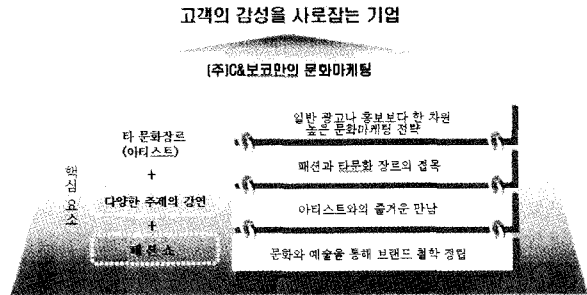 고객의 감성을 사로잡는 기업
(주)C&보코만의 문화마케팅
핵심 요소
타 문화장르
(아티스트)
+
다양한 주제의 강연
+
패션쇼
일반 광고나 홍보보다 한 차원
높은 문화마케팅 전략
패션과 타문화 장르의 접목
아티스트와의 즐거운 만남
문화와 예술을 통해 브랜드 철학 정립